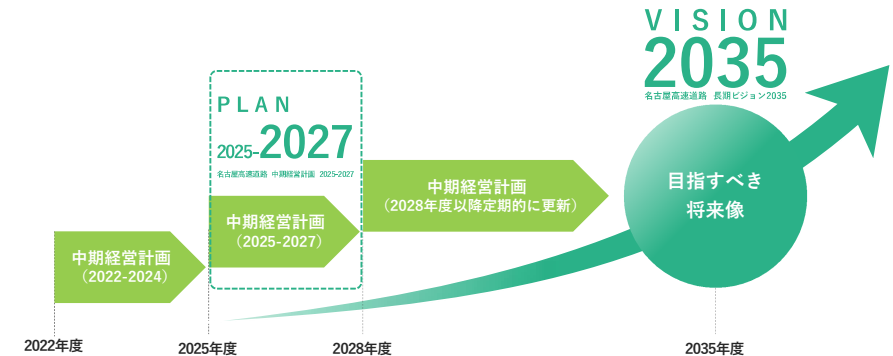 VISION
2035
名古屋高速道路 長期ビジョン2035
PLAN
2025-2027
名古屋高速道路 中期経営計画 2025-2027
目指すべき
将来像
中期経営計画
（2028年度以降定期的に更新）
中期経営計画
（2025-2027）
中期経営計画
（2022-2024）
2022年度
2025年度
2028年度
2035年度